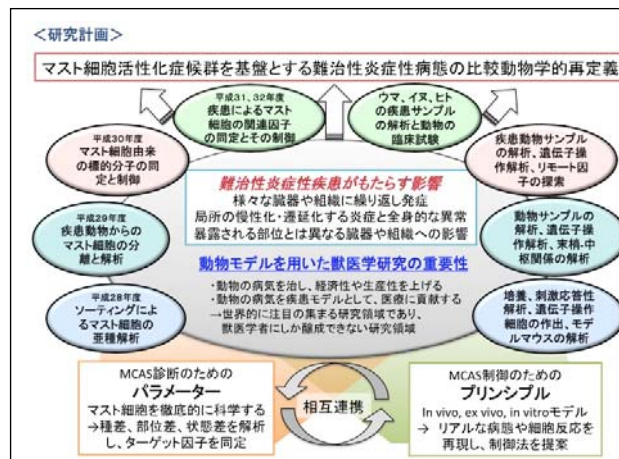 ＜研究計画＞
マスト細胞活性化症候群を基盤とする難治性炎症性病態の比較動物学的再定義
平成31、32年度
疾患によるマスト
細胞の関連因子
の同定とその制御
ウマ、イヌ、ヒト
の疾患サンプル
の解析と動物の
臨床試験
平成30年度
マスト細胞由来
の標的分子の同
定と制御
疾患動物サンプル
の解析、遺伝子操
作解析、リモート因
子の探索
難治性炎症性疾患がもたらす影響
様々な臓器や組織に繰り返し発症
局所の慢性化・遷延化する炎症と全身的な異常
暴露される部位とは異なる臓器や組織への影響
平成29年度
疾患動物からの
マスト細胞の分
離と解析
動物サンプルの
解析、遺伝子操
作解析、末梢-中
枢関係の解析
動物モデルを用いた獣医学研究の重要性
・動物の病気を治し、経済性や生産性を上げる
・動物の病気を疾患モデルとして、医療に貢献する
→世界的に注目の集まる研究領域であり、
獣医学者にしか醸成できない研究領域
平成28年度
ソーティングによ
るマスト細胞の
亜種解析
培養、刺激応答性
解析、遺伝子操作
細胞の作出、モデ
ルマウスの解析
MCAS診断のための
パラメーター
マスト細胞を徹底的に科学する
→種差、部位差、状態差を解析
し、ターゲット因子を同定
相互連携
MCAS制御のための
プリンシプル
In vivo, ex vivo, in vitroモデル
→ リアルな病態や細胞反応を
再現し、制御法を提案